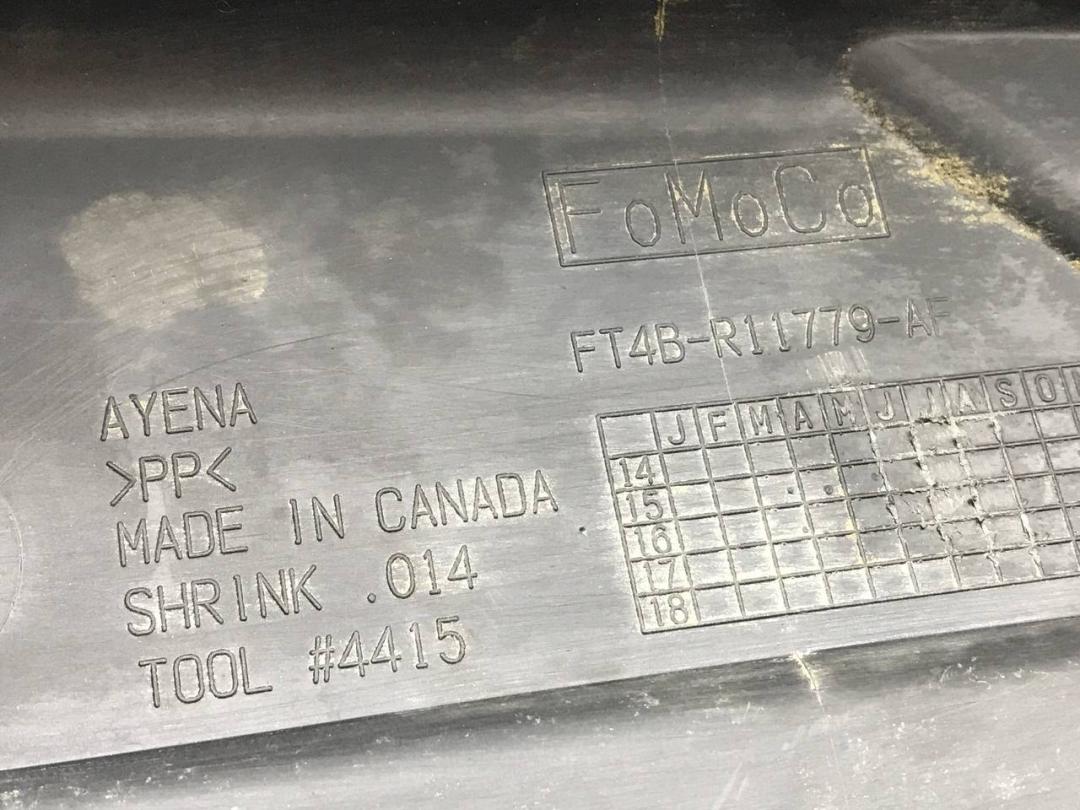 FoMoCo
FT4B-R11779-AF
AYENA
>PP<
MADE IN CANADA
SHRINK .014
TOOL #4415
J F M A M J J A S O
14
15
16
17
18